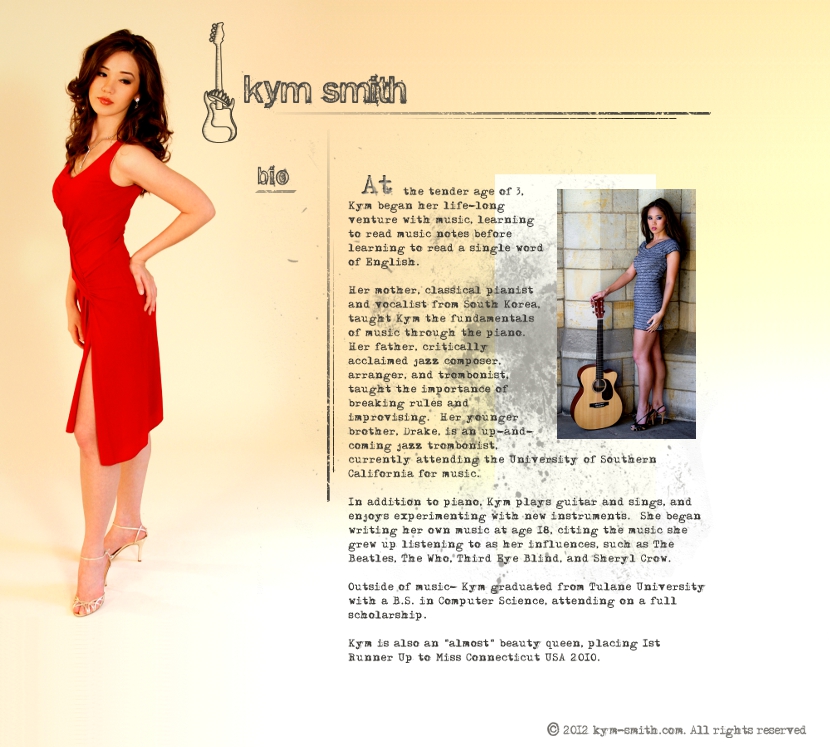 kym smith
bio
At the tender age of 3,
Kym began her life-long
venture with music, learning
to read music notes before
learning to read a single word
of English.
Her mother, classical pianist
and vocalist from South Korea,
taught Kym the fundamentals
of music through the piano.
Her father, critically
acclaimed jazz composer,
arranger, and trombonist,
taught the importance of
breaking rules and
improvising. Her younger
brother, Drake, is an up-and-
coming jazz trombonist,
currently attending the University of Southern
California for music.
In addition to piano, Kym plays guitar and sings, and
enjoys experimenting with new instruments. She began
writing her own music at age 18, citing the music she
grew up listening to as her influences, such as The
Beatles, The Who, Third Eye Blind, and Sheryl Crow.
Outside of music- Kym graduated from Tulane University
with a B.S. in Computer Science, attending on a full
scholarship.
Kym is also an "almost" beauty queen, placing 1st
Runner Up to Miss Connecticut USA 2010.
© 2012 kym-smith.com. All rights reserved